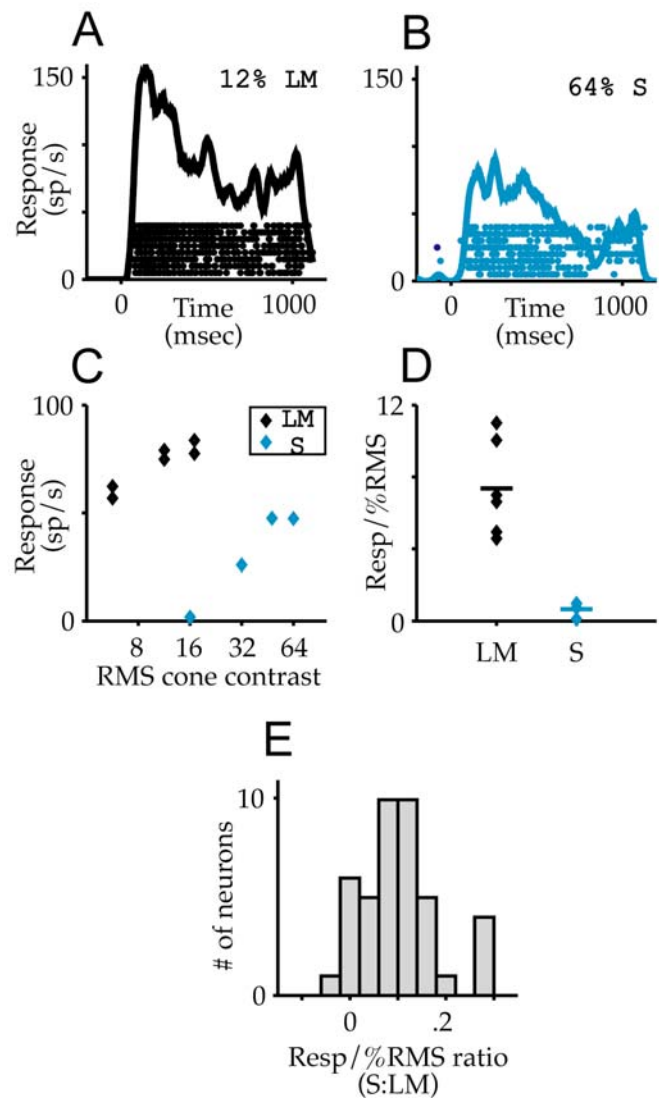 A
150
12% LM
Response
(sp/s)
0
0
1000
Time
(msec)
B
150
64% S
0
0
1000
Time
(msec)
C
100
LM
S
Response
(sp/s)
0
8
16
32
64
RMS cone contrast
D
12
Resp/%RMS
0
LM
S
E
10
# of neurons
0
0
.2
Resp/%RMS ratio
(S:LM)